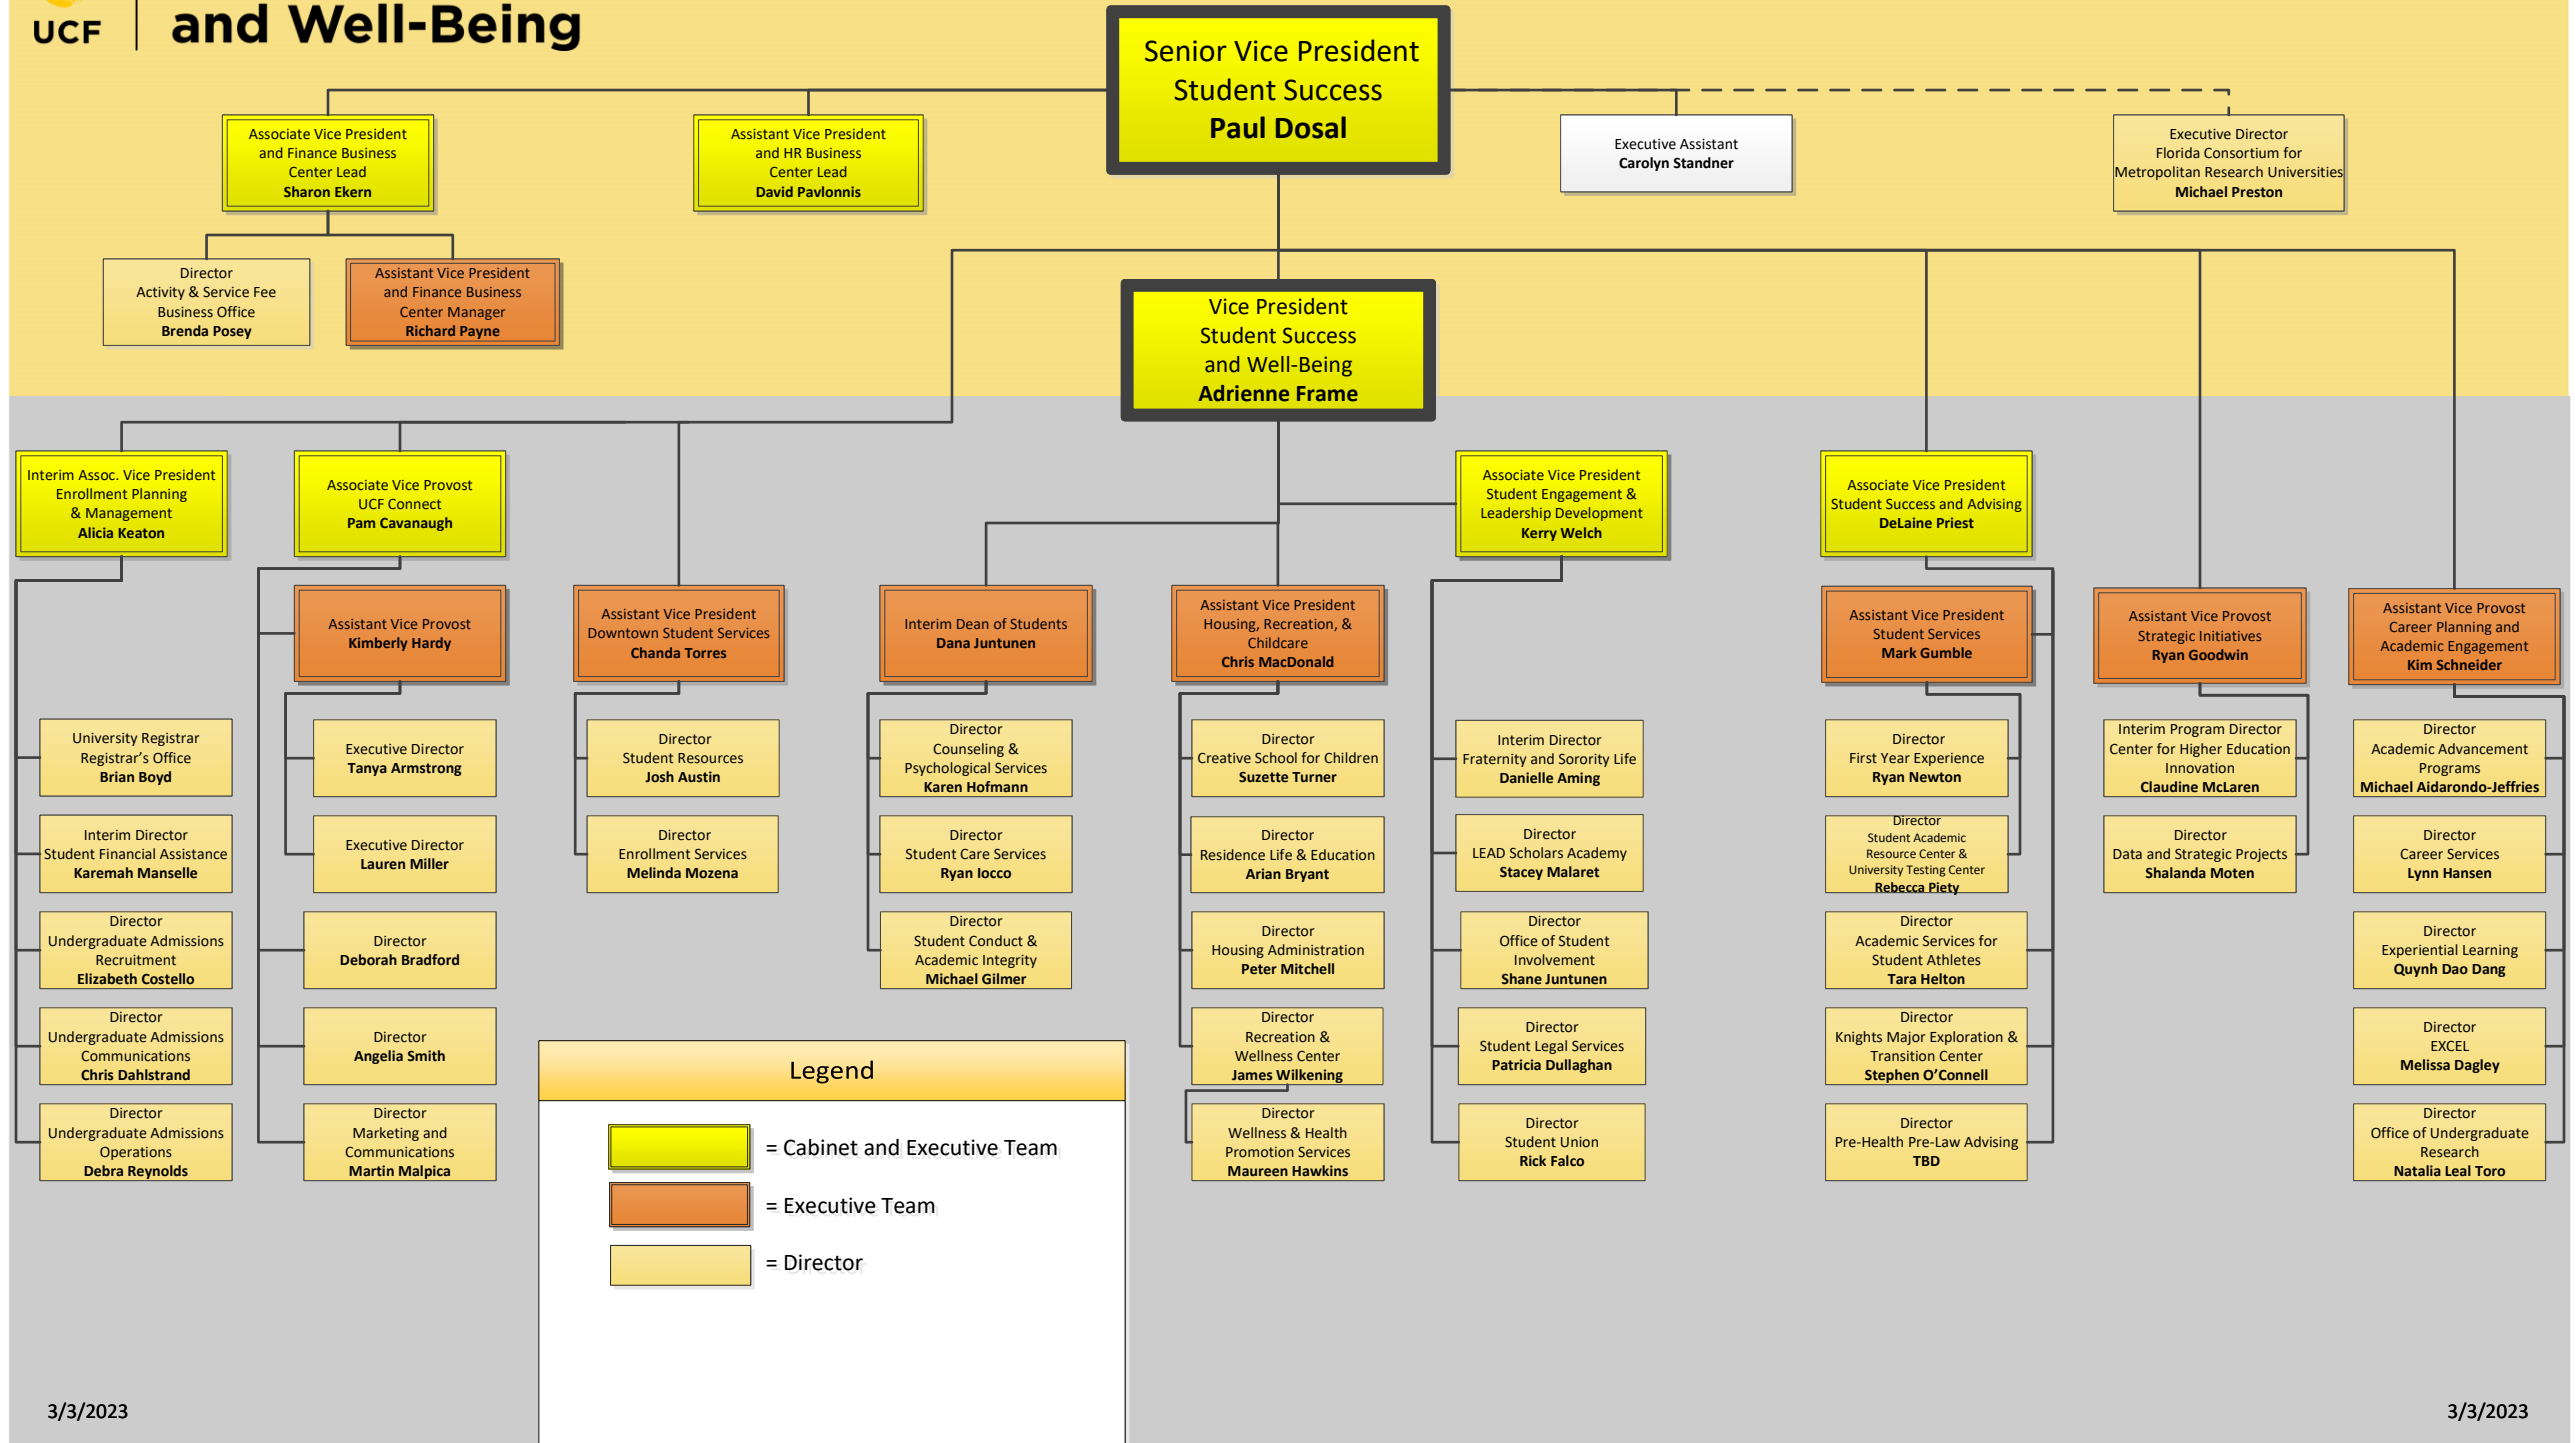 UCF
and Well-Being
Senior Vice President
Student Success
Paul Dosal
Associate Vice President
and Finance Business
Center Lead
Sharon Ekern
Assistant Vice President
and HR Business
Center Lead
David Pavlonnis
Executive Assistant
Carolyn Standner
Executive Director
Florida Consortium for
Metropolitan Research Universities
Michael Preston
Director
Activity & Service Fee
Business Office
Brenda Posey
Assistant Vice President
and Finance Business
Center Manager
Richard Payne
Vice President
Student Success
and Well-Being
Adrienne Frame
Interim Assoc. Vice President
Enrollment Planning
& Management
Alicia Keaton
Associate Vice Provost
UCF Connect
Pam Cavanaugh
Associate Vice President
Student Engagement &
Leadership Development
Kerry Welch
Associate Vice President
Student Success and Advising
DeLaine Priest
Assistant Vice Provost
Kimberly Hardy
Assistant Vice President
Downtown Student Services
Chanda Torres
Interim Dean of Students
Dana Juntunen
Assistant Vice President
Housing, Recreation, &
Childcare
Chris MacDonald
Assistant Vice President
Student Services
Mark Gumble
Assistant Vice Provost
Strategic Initiatives
Ryan Goodwin
Assistant Vice Provost
Career Planning and
Academic Engagement
Kim Schneider
University Registrar
Registrar’s Office
Brian Boyd
Executive Director
Tanya Armstrong
Director
Student Resources
Josh Austin
Director
Counseling &
Psychological Services
Karen Hofmann
Director
Creative School for Children
Suzette Turner
Interim Director
Fraternity and Sorority Life
Danielle Aming
Director
First Year Experience
Ryan Newton
Interim Program Director
Center for Higher Education
Innovation
Claudine McLaren
Director
Academic Advancement
Programs
Michael Aidarondo-Jeffries
Interim Director
Student Financial Assistance
Karemah Manselle
Executive Director
Lauren Miller
Director
Enrollment Services
Melinda Mozena
Director
Student Care Services
Ryan Iocco
Director
Residence Life & Education
Arian Bryant
Director
LEAD Scholars Academy
Stacey Malaret
Director
Student Academic
Resource Center &
University Testing Center
Rebecca Piety
Director
Data and Strategic Projects
Shalanda Moten
Director
Career Services
Lynn Hansen
Director
Undergraduate Admissions
Recruitment
Elizabeth Costello
Director
Deborah Bradford
Director
Student Conduct &
Academic Integrity
Michael Gilmer
Director
Housing Administration
Peter Mitchell
Director
Office of Student
Involvement
Shane Juntunen
Director
Academic Services for
Student Athletes
Tara Helton
Director
Experiential Learning
Quynh Dao Dang
Director
Undergraduate Admissions
Communications
Chris Dahlstrand
Director
Angelia Smith
Director
Recreation &
Wellness Center
James Wilkening
Director
Student Legal Services
Patricia Dullaghan
Director
Knights Major Exploration &
Transition Center
Stephen O’Connell
Director
EXCEL
Melissa Dagley
Director
Undergraduate Admissions
Operations
Debra Reynolds
Director
Marketing and
Communications
Martin Malpica
Director
Wellness & Health
Promotion Services
Maureen Hawkins
Director
Student Union
Rick Falco
Director
Pre-Health Pre-Law Advising
TBD
Director
Office of Undergraduate
Research
Natalia Leal Toro
Legend
= Cabinet and Executive Team
= Executive Team
= Director
3/3/2023
3/3/2023